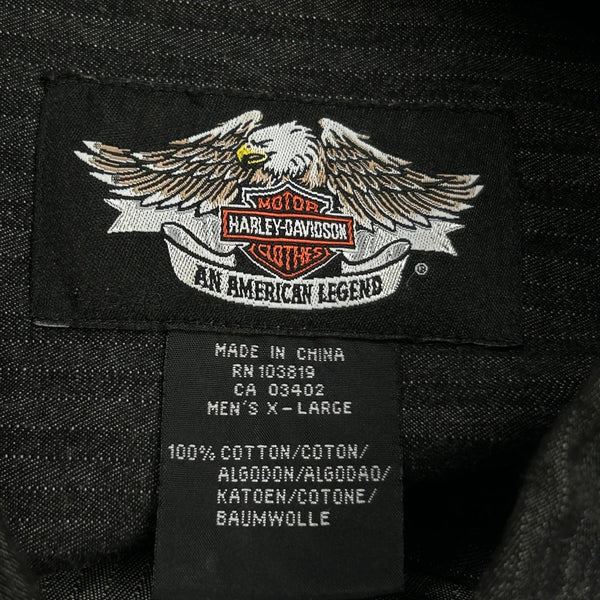 MOTOR
HARLEY-DAVIDSON
CLOTHES
AN AMERICAN LEGEND
®
MADE IN CHINA
RN 103819
CA 03402
MEN'S X-LARGE
100% COTTON/COTON/
ALGODON/ALGODAO/
KATOEN/COTONE/
BAUMWOLLE